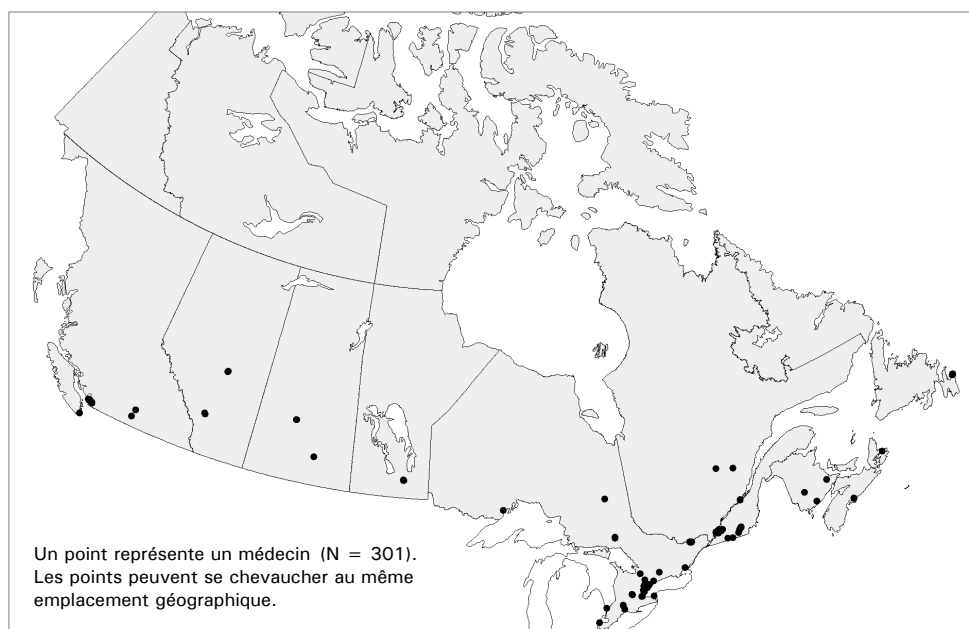 Un point représente un médecin (N = 301).
Les points peuvent se chevaucher au même
emplacement géographique.